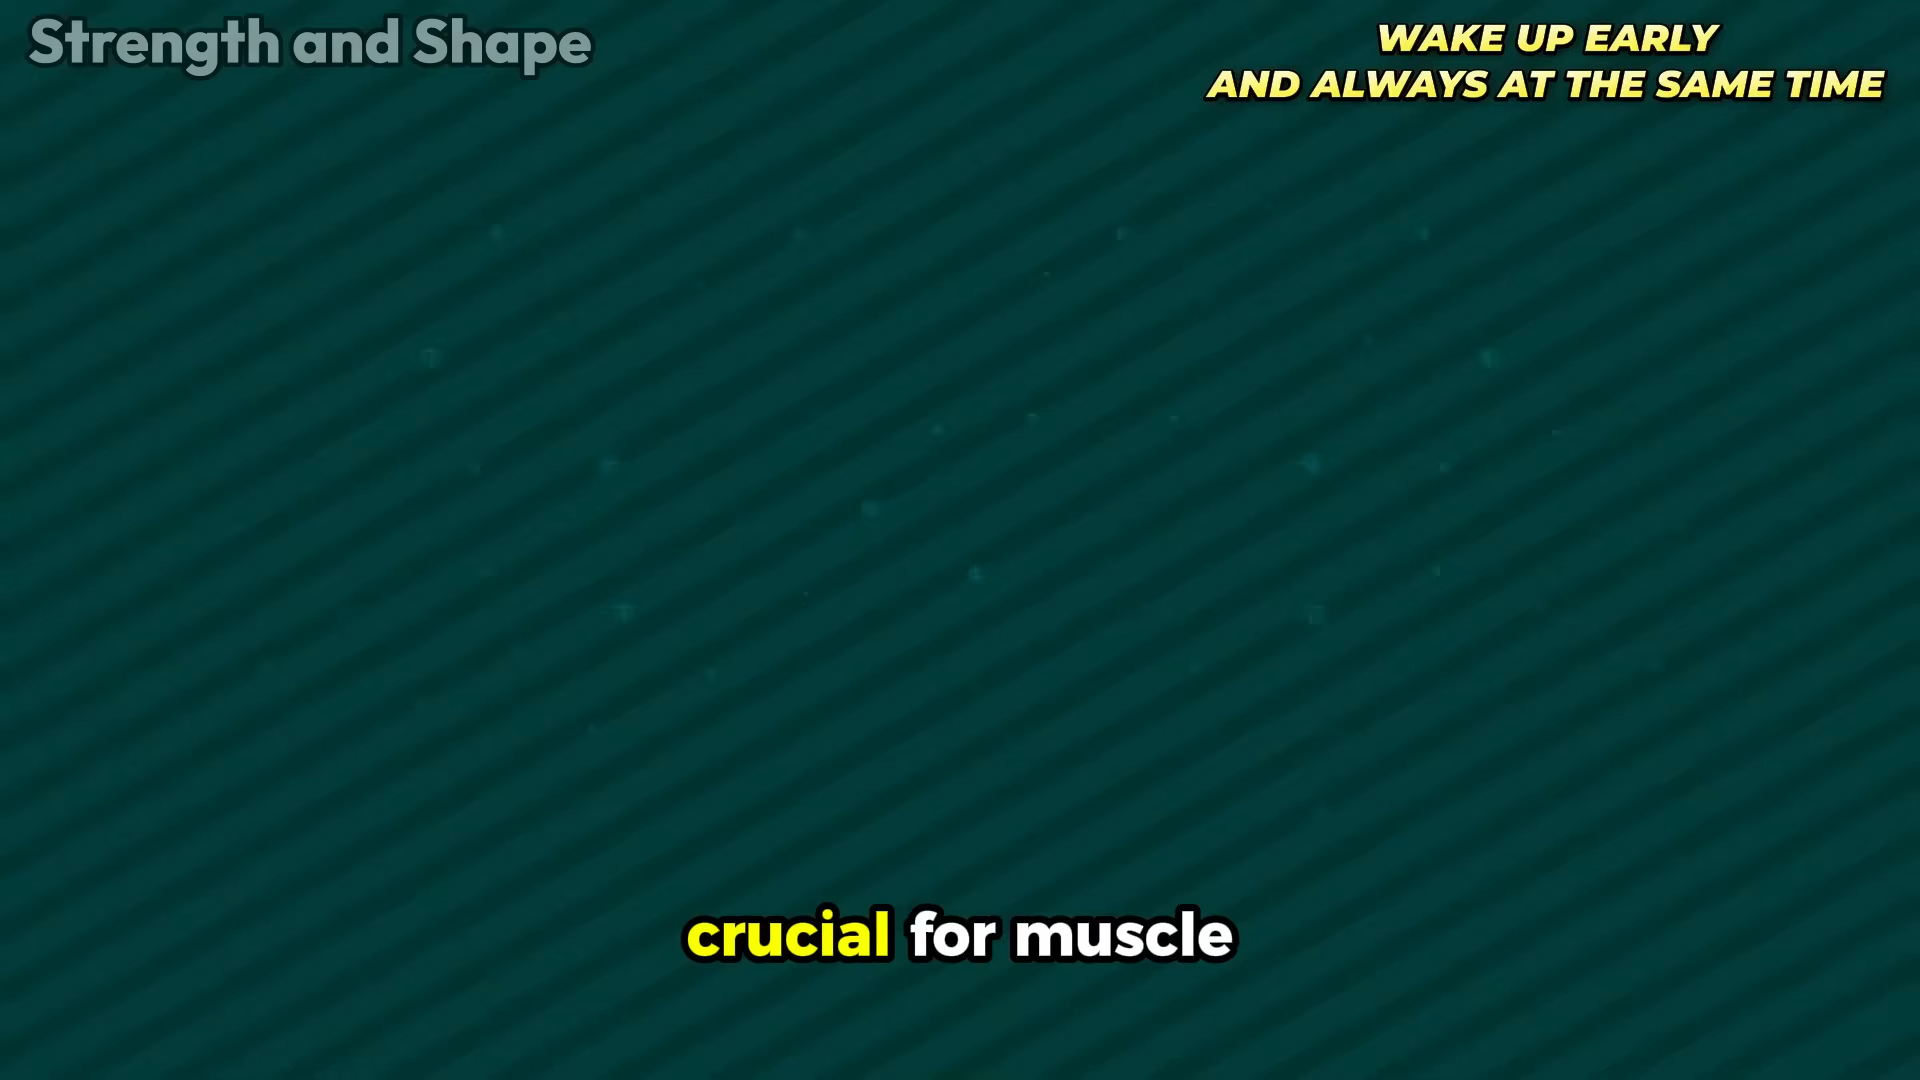 Strength and Shape
WAKE UP EARLY
AND ALWAYS AT THE SAME TIME
crucial for muscle